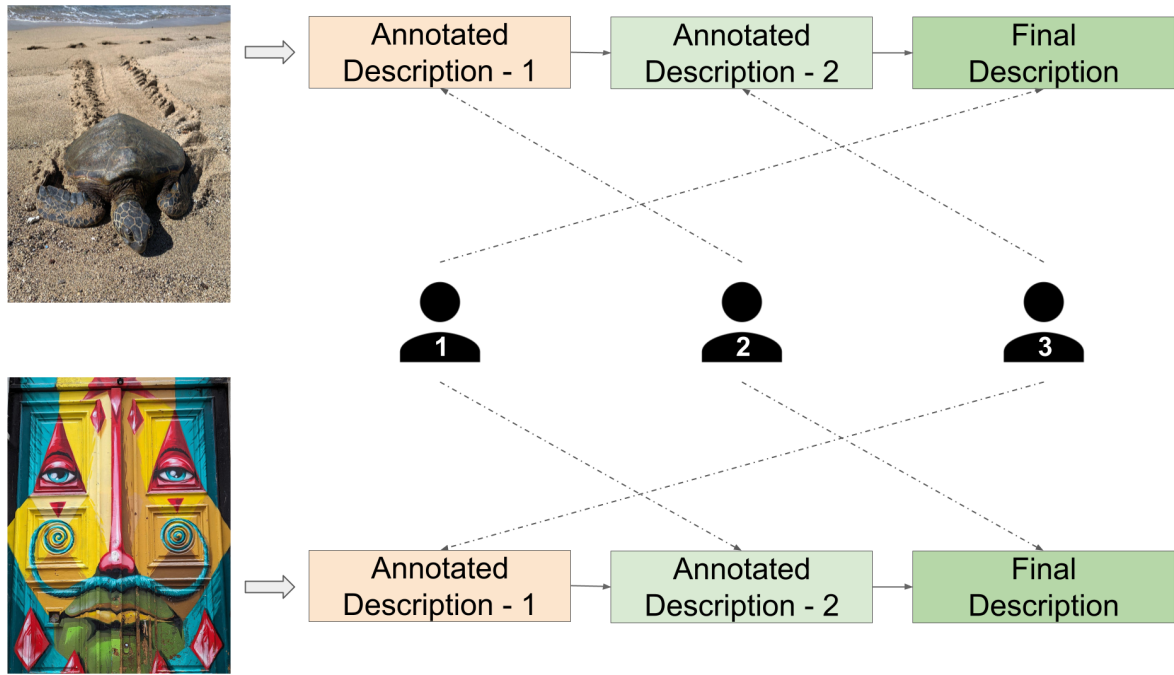 Annotated
Description - 1
Annotated
Description - 2
Final
Description
1
2
3
Annotated
Description - 1
Annotated
Description - 2
Final
Description